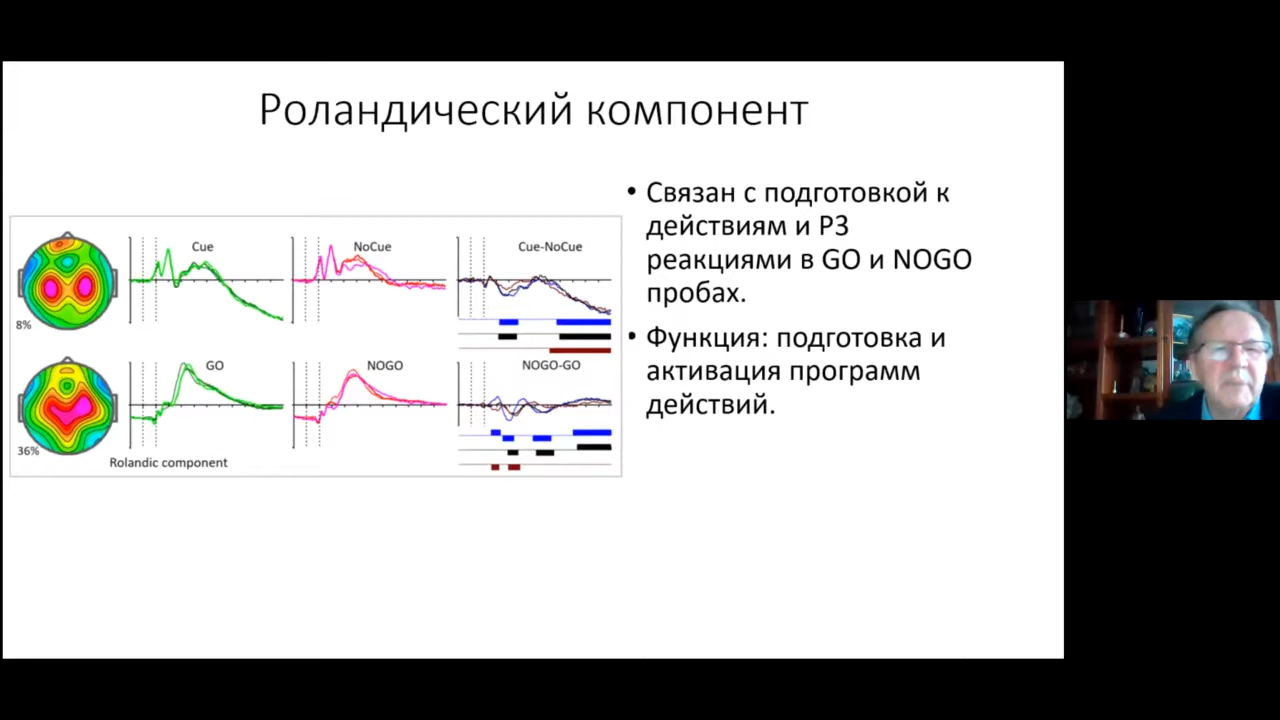 Роландический компонент
• Связан с подготовкой к
действиям и P3
реакциями в GO и NOGO
пробах.
• Функция: подготовка и
активация программ
действий.
Cue
NoCue
Cue-NoCue
8%
GO
NOGO
NOGO-GO
36%
Rolandic component